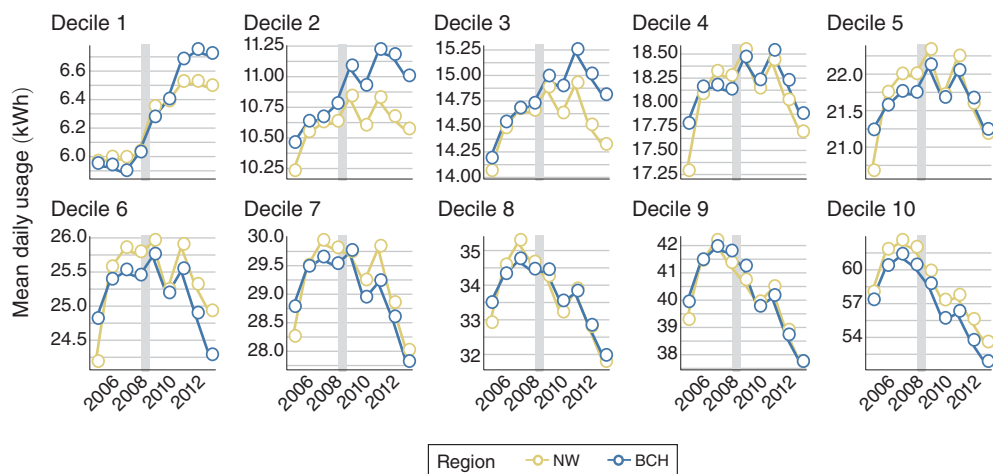 Decile 1 Decile 2 Decile 3 Decile 4 Decile 5
6.6 11.25 15.25 18.50 22.0
6.4 11.00 15.00 18.25 21.5
6.2 10.75 14.75 18.00 21.0
6.0 10.50 14.50 17.75
10.25 14.25 17.50
14.00 17.25
Mean daily usage (kWh)
Decile 6 Decile 7 Decile 8 Decile 9 Decile 10
26.0 30.0 35 42 60
25.5 29.5 34 41 57
25.0 29.0 33 40 54
24.5 28.5 32 39
28.0 38
2006 2008 2010 2012 2006 2008 2010 2012 2006 2008 2010 2012 2006 2008 2010 2012 2006 2008 2010 2012
Region NW BCH